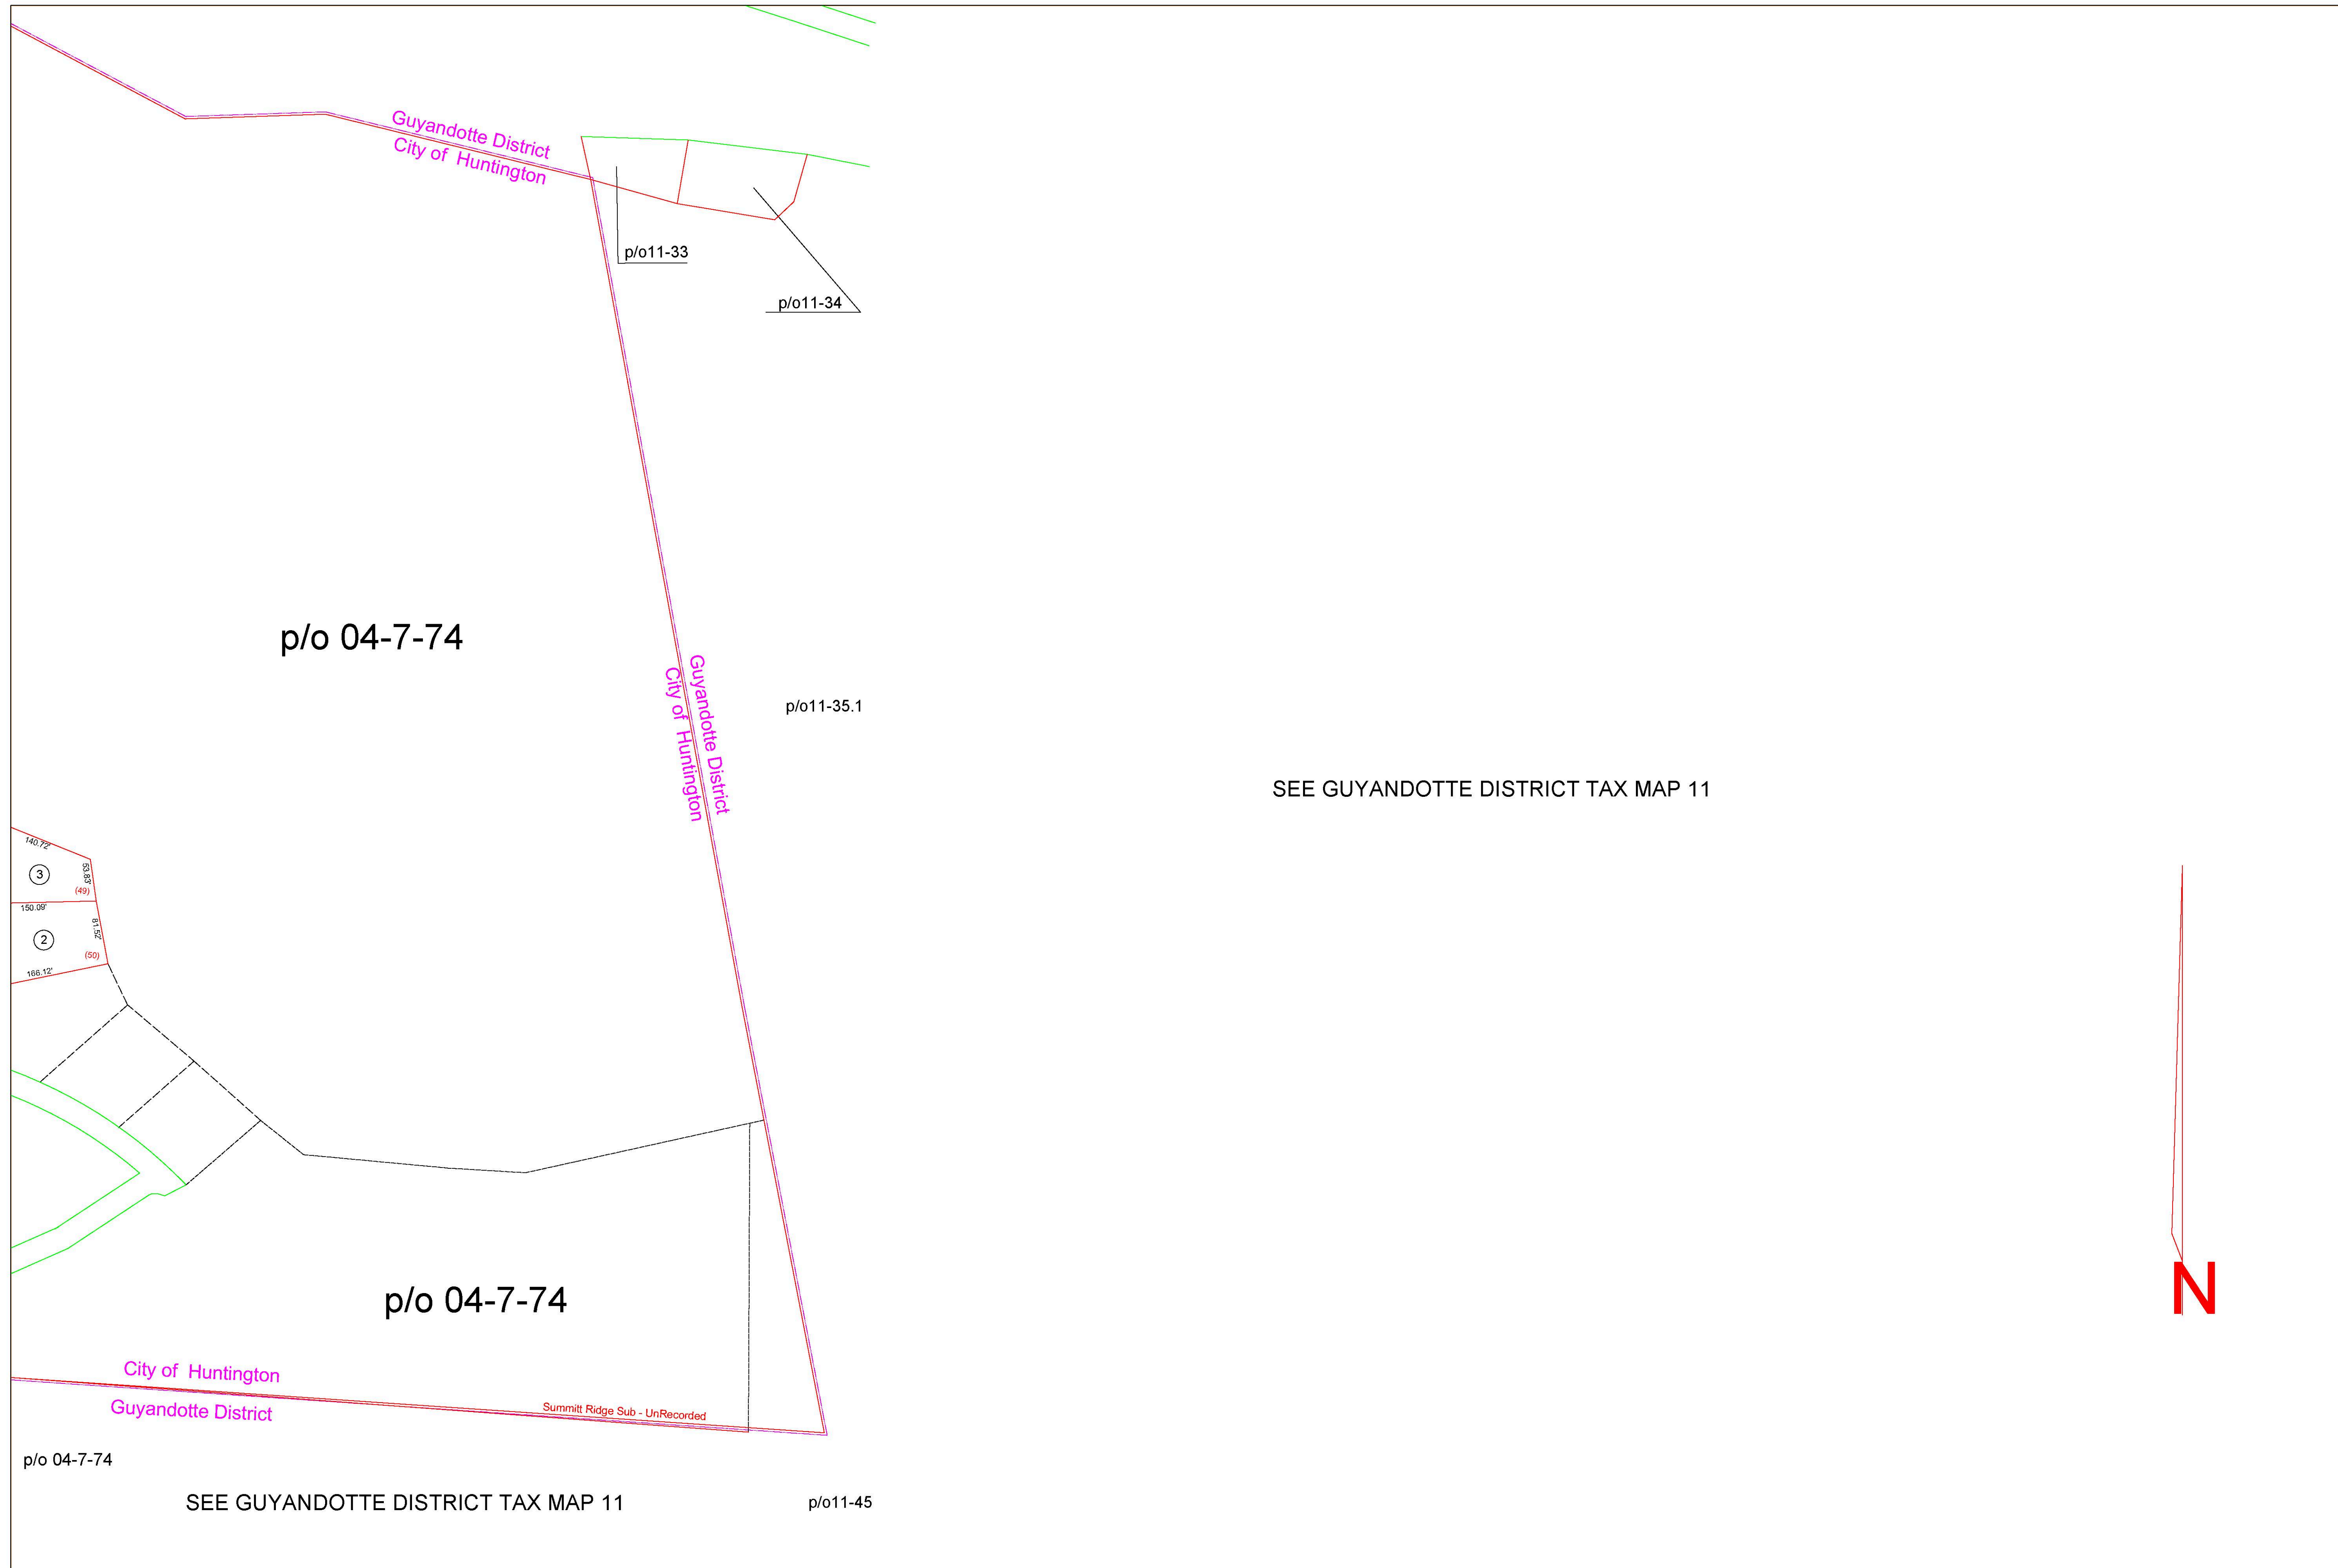 Guyandotte District
City of Huntington
p/o11-33
p/o11-34
p/o 04-7-74
Guyandotte District
City of Huntington
p/o11-35.1
SEE GUYANDOTTE DISTRICT TAX MAP 11
140.72'
53.83'
3
(49)
150.09'
81.52'
2
(50)
166.12'
N
p/o 04-7-74
City of Huntington
Guyandotte District
Summitt Ridge Sub - UnRecorded
p/o 04-7-74
SEE GUYANDOTTE DISTRICT TAX MAP 11
p/o11-45